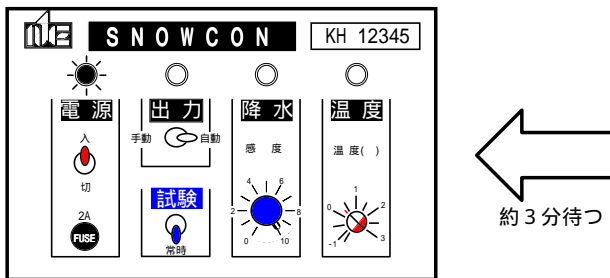 SNOWCON
KH 12345
電源
出力
降水
温度
入
切
2A
FUSE
手動
自動
試験
常時
感度
0
2
4
6
8
10
温度( )
-1
0
1
2
3
約3分待つ